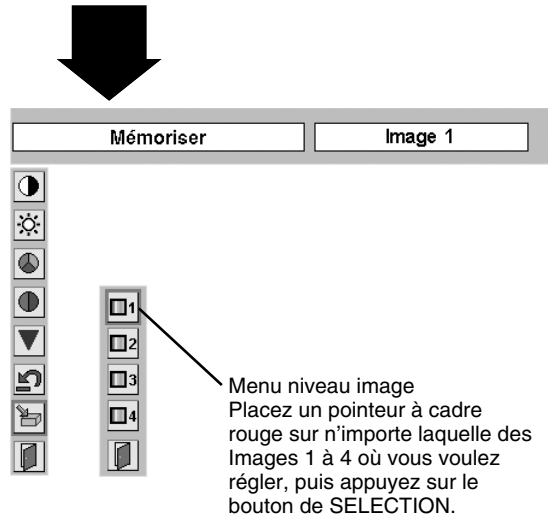 Mémoriser
Image 1
1
2
3
4
Menu niveau image
Placez un pointeur à cadre
rouge sur n’importe laquelle des
Images 1 à 4 où vous voulez
régler, puis appuyez sur le
bouton de SELECTION.